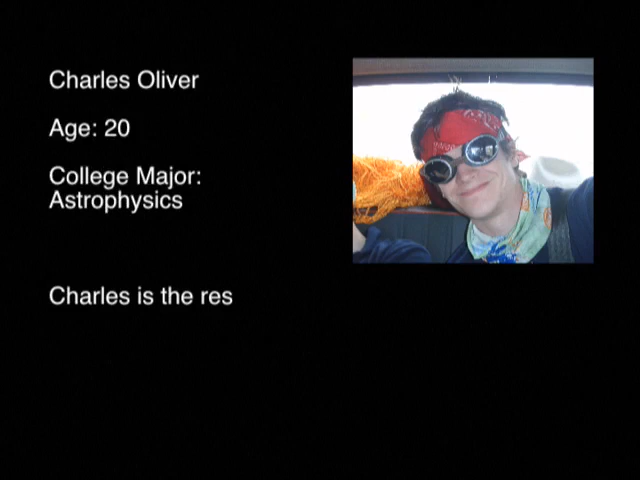 Charles Oliver
Age: 20
College Major:
Astrophysics
Charles is the res